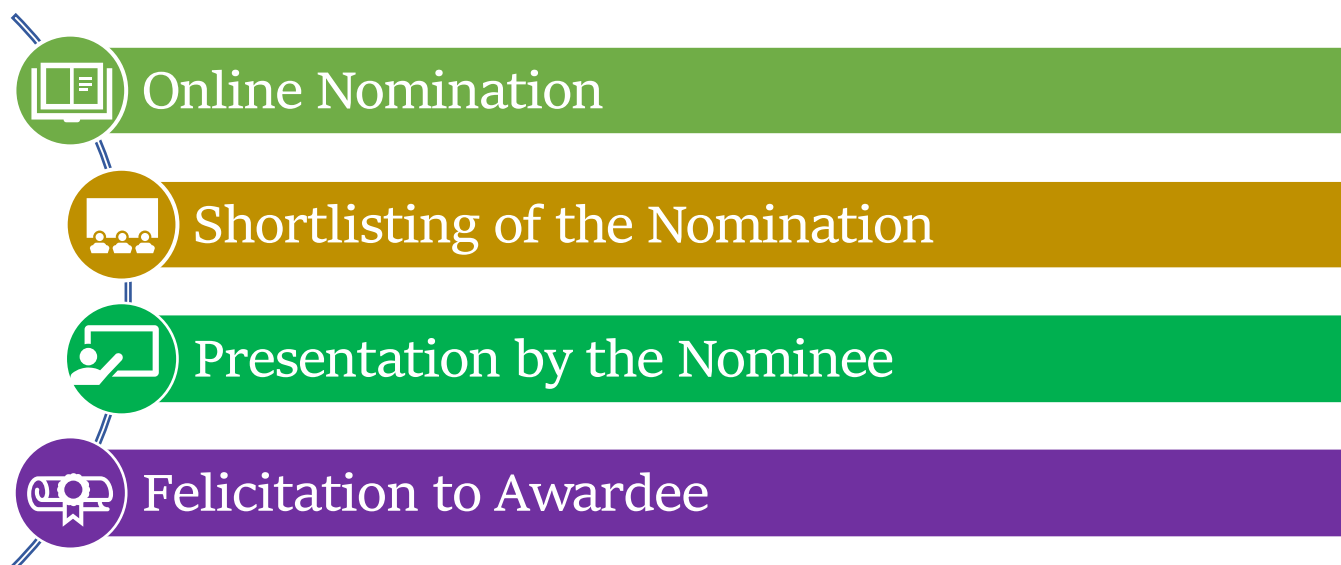 Online Nomination
Shortlisting of the Nomination
Presentation by the Nominee
Felicitation to Awardee